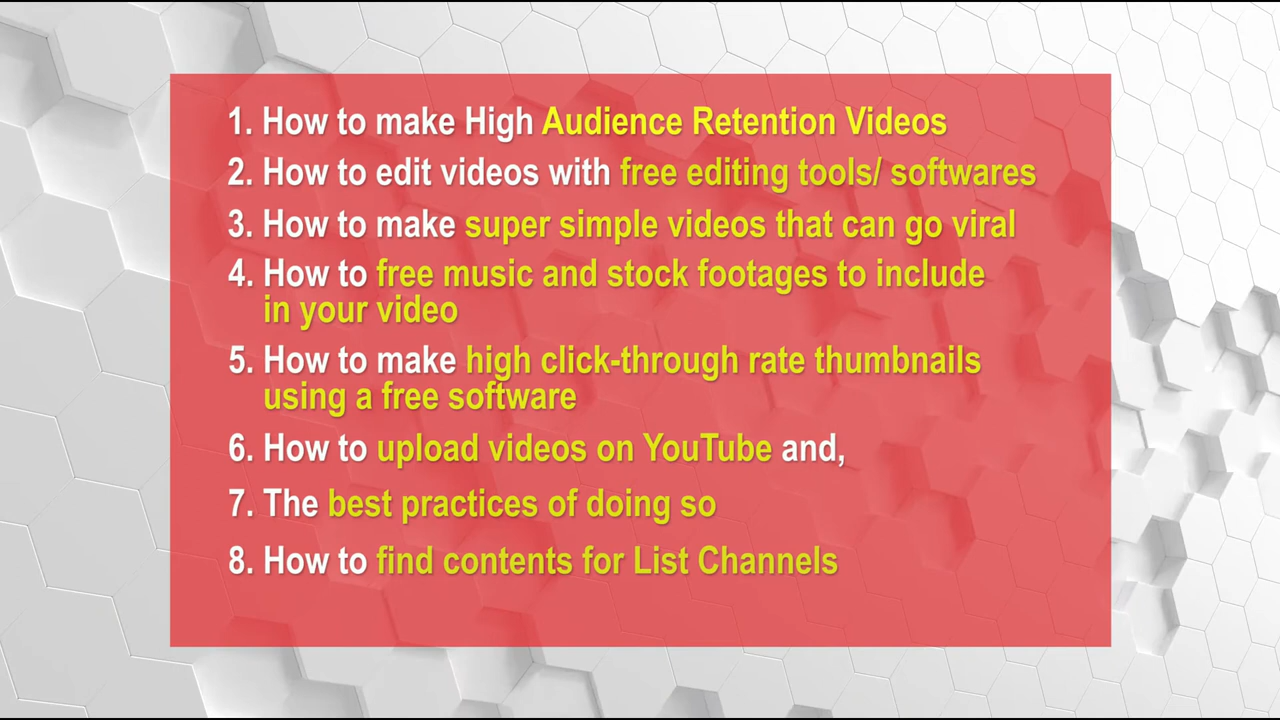 1. How to make High Audience Retention Videos
2. How to edit videos with free editing tools/ softwares
3. How to make super simple videos that can go viral
4. How to free music and stock footages to include
in your video
5. How to make high click-through rate thumbnails
using a free software
6. How to upload videos on YouTube and,
7. The best practices of doing so
8. How to find contents for List Channels